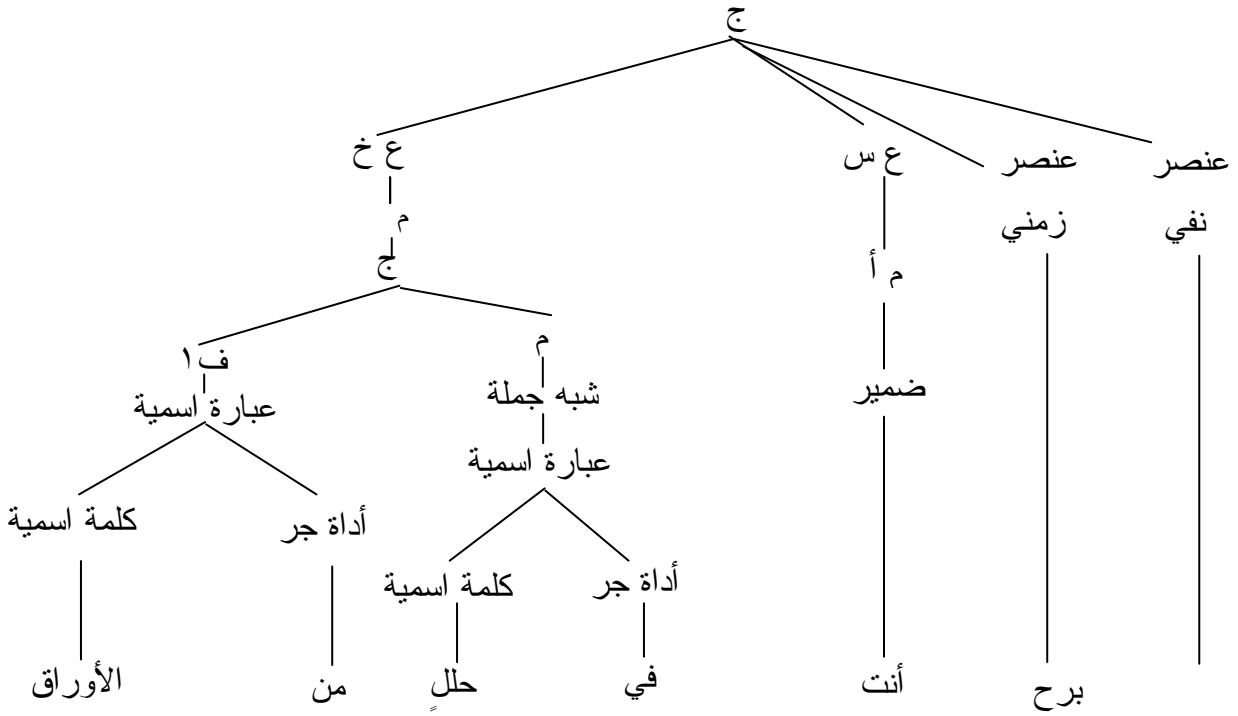 ج
عنصر نفي
عنصر زمني
ع س
ع خ
م
ج
م أ
م
ف١
ضمير
شبه جملة
عبارة اسمية
عبارة اسمية
أداة جر
كلمة اسمية
أداة جر
كلمة اسمية
برح
أنت
في
حللٍ
من
الأوراق